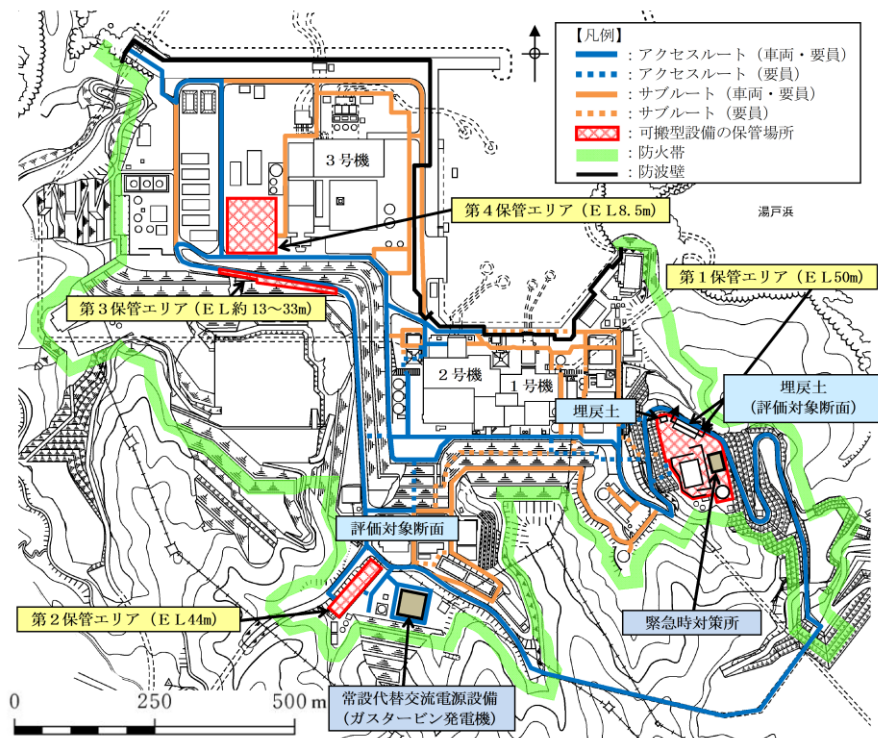 【凡例】
：アクセスルート（車両・要員）
：アクセスルート（要員）
：サブルート（車両・要員）
：サブルート（要員）
：可搬型設備の保管場所
：防火帯
：防波壁
3号機
湯戸浜
第４保管エリア（ＥＬ8.5m）
第１保管エリア（ＥＬ50m）
第３保管エリア（ＥＬ約13～33m）
2号機
1号機
埋戻土
埋戻土
（評価対象断面）
評価対象断面
第２保管エリア（ＥＬ44m）
緊急時対策所
常設代替交流電源設備
（ガスタービン発電機）
0 250 500 m